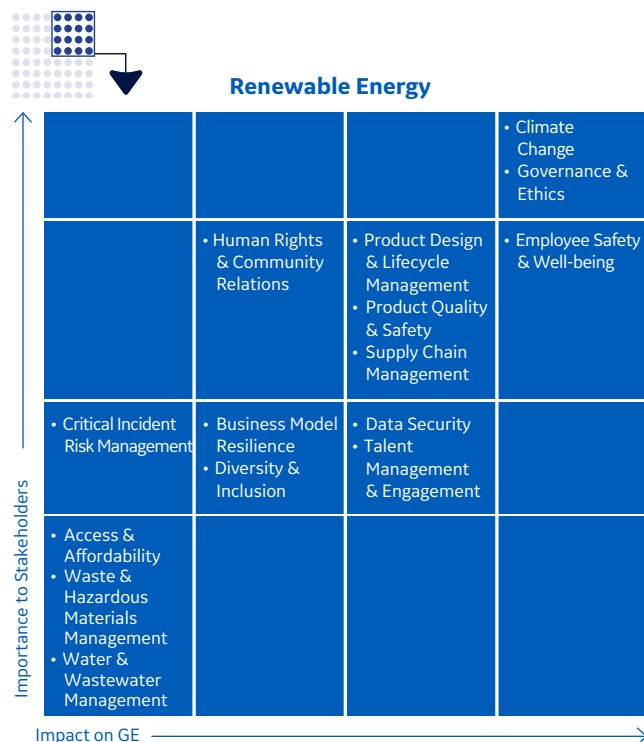 Renewable Energy
• Climate
Change
• Governance &
Ethics
• Human Rights
& Community
Relations
• Product Design
& Lifecycle
Management
• Product Quality
& Safety
• Supply Chain
Management
• Employee Safety
& Well-being
• Critical Incident
Risk Management
• Business Model
Resilience
• Diversity &
Inclusion
• Data Security
• Talent
Management
& Engagement
• Access &
Affordability
• Waste &
Hazardous
Materials
Management
• Water &
Wastewater
Management
Importance to Stakeholders
Impact on GE